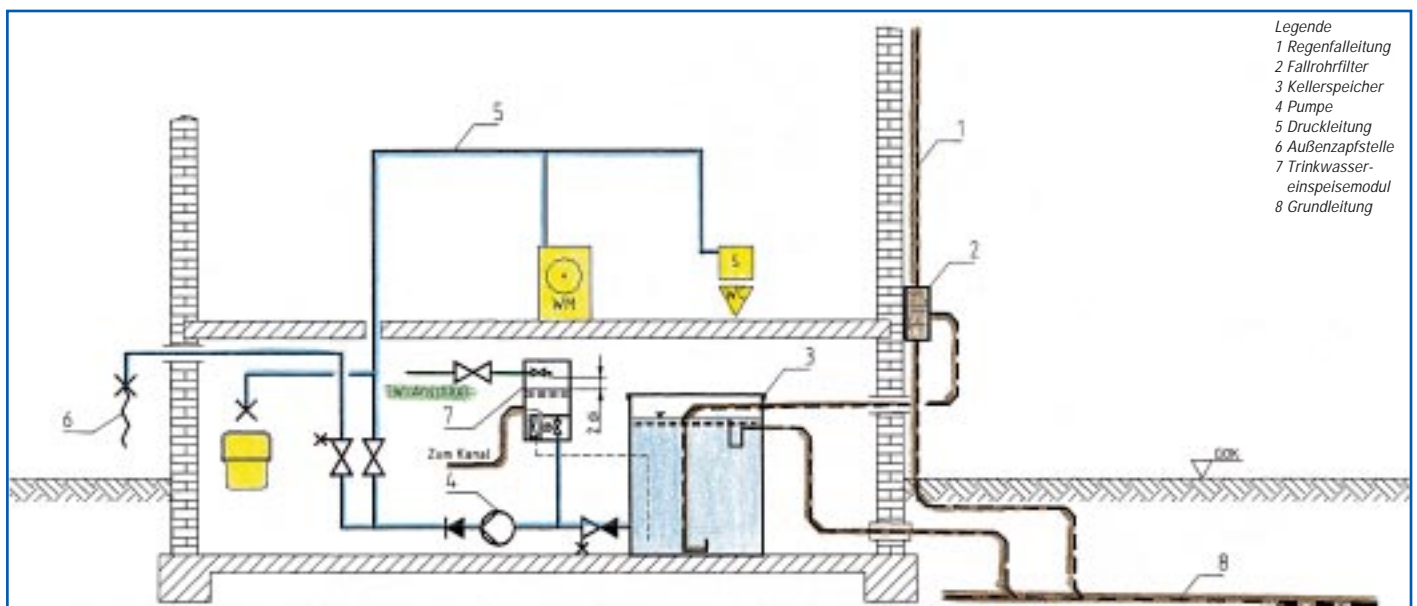 Legende
1 Regenfalleitung
2 Fallrohrfilter
3 Kellerspeicher
4 Pumpe
5 Druckleitung
6 Außenzapfstelle
7 Trinkwasser-
einspeisemodul
8 Grundleitung
5
1
2
WM
S
WC
3
6
7
Zum Kanal
4
GOK
8